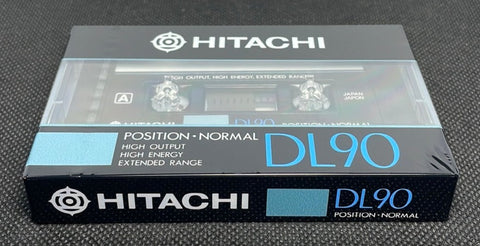 HITACHI
HIGH OUTPUT, HIGH ENERGY, EXTENDED RANGE
A
JAPAN
JAPON
DL90
POSITION•NORMAL
HIGH OUTPUT
HIGH ENERGY
EXTENDED RANGE
DL90
HITACHI
DL90
POSITION•NORMAL